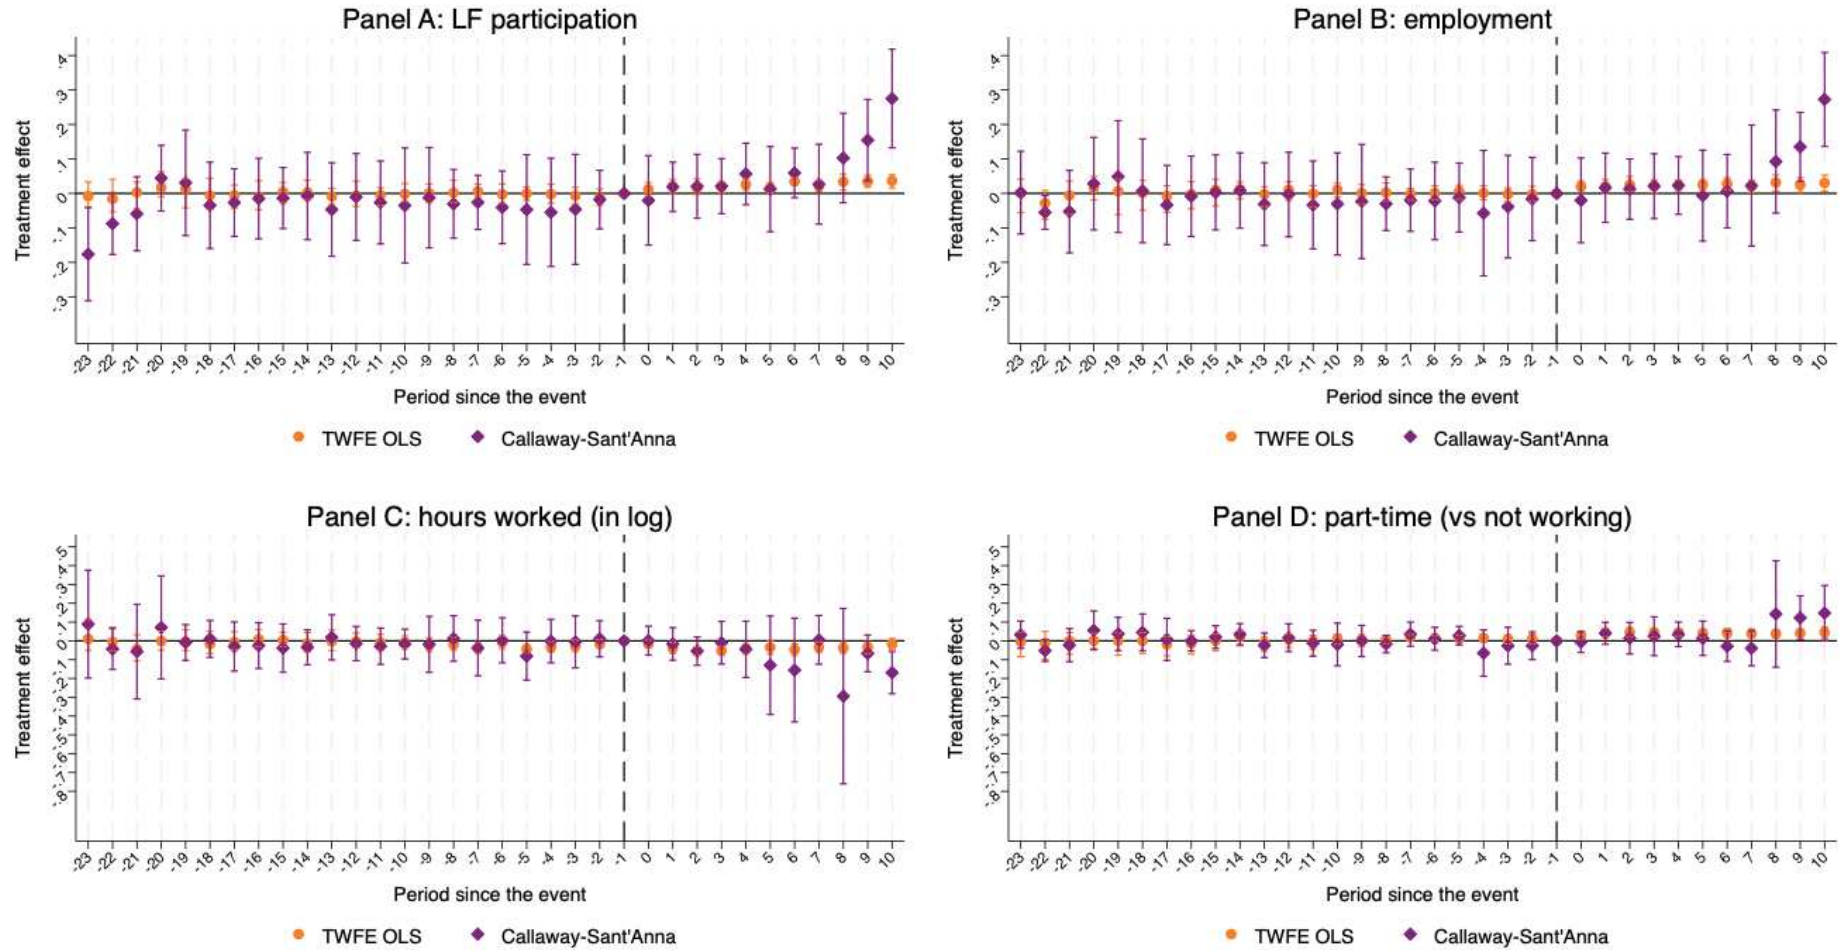 Panel A: LF participation
Treatment effect
.4
.3
.2
.1
0
-.1
-.2
-.3
-23 -22 -21 -20 -19 -18 -17 -16 -15 -14 -13 -12 -11 -10 -9 -8 -7 -6 -5 -4 -3 -2 -1 0 1 2 3 4 5 6 7 8 9 10
Period since the event
TWFE OLS Callaway-Sant'Anna
Panel B: employment
Treatment effect
.4
.3
.2
.1
0
-.1
-.2
-.3
-23 -22 -21 -20 -19 -18 -17 -16 -15 -14 -13 -12 -11 -10 -9 -8 -7 -6 -5 -4 -3 -2 -1 0 1 2 3 4 5 6 7 8 9 10
Period since the event
TWFE OLS Callaway-Sant'Anna
Panel C: hours worked (in log)
Treatment effect
.5
.4
.3
.2
.1
0
-.1
-.2
-.3
-.4
-.5
-.6
-.7
-.8
-23 -22 -21 -20 -19 -18 -17 -16 -15 -14 -13 -12 -11 -10 -9 -8 -7 -6 -5 -4 -3 -2 -1 0 1 2 3 4 5 6 7 8 9 10
Period since the event
TWFE OLS Callaway-Sant'Anna
Panel D: part-time (vs not working)
Treatment effect
.5
.4
.3
.2
.1
0
-.1
-.2
-.3
-.4
-.5
-.6
-.7
-.8
-23 -22 -21 -20 -19 -18 -17 -16 -15 -14 -13 -12 -11 -10 -9 -8 -7 -6 -5 -4 -3 -2 -1 0 1 2 3 4 5 6 7 8 9 10
Period since the event
TWFE OLS Callaway-Sant'Anna